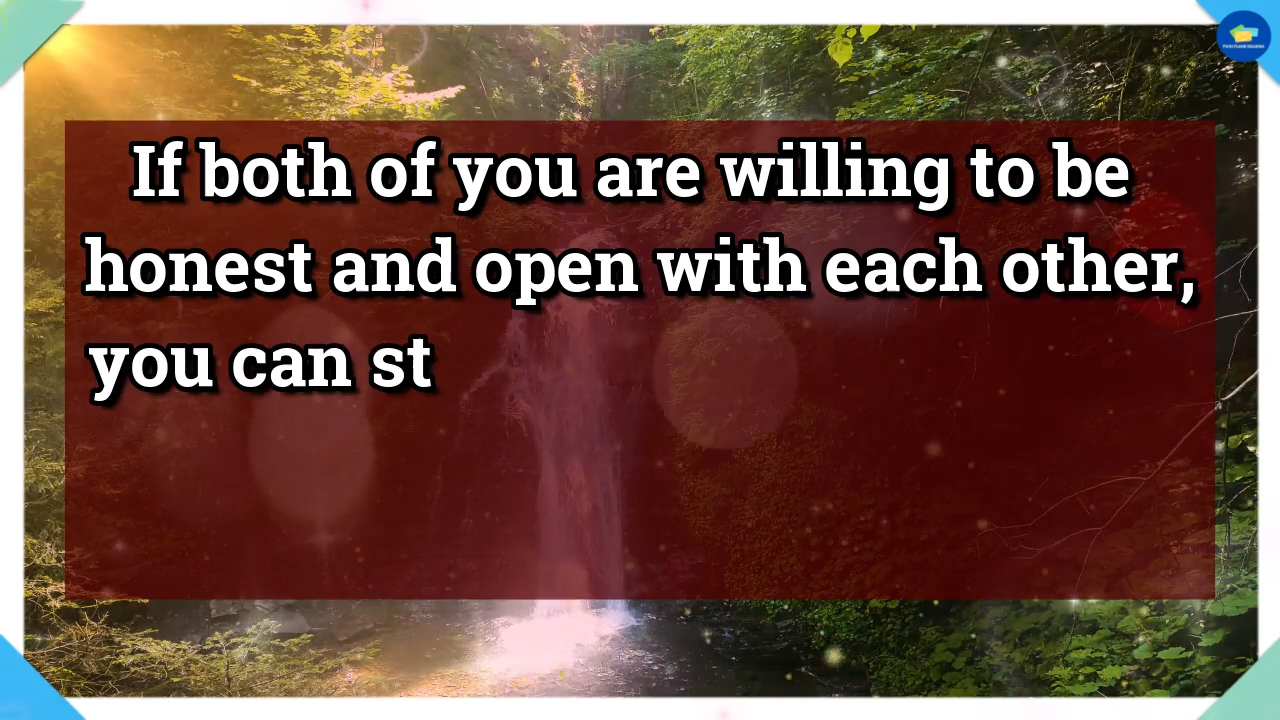 If both of you are willing to be
honest and open with each other,
you can st